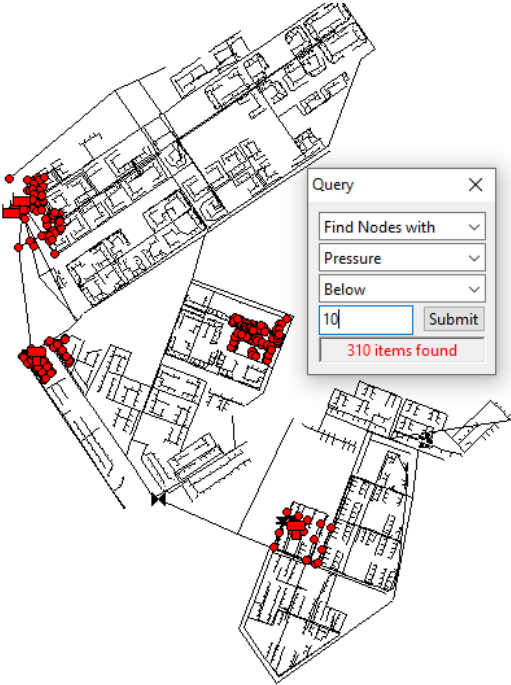 Query
Find Nodes with
Pressure
Below
10 Submit
310 items found